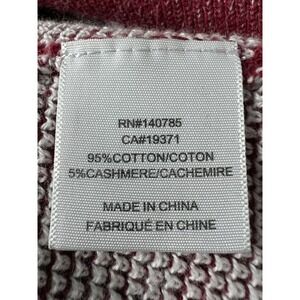 RN#140785
CA#19371
95%COTTON/COTON
5%CASHMERE/CACHEMIRE
MADE IN CHINA
FABRIQUÉ EN CHINE